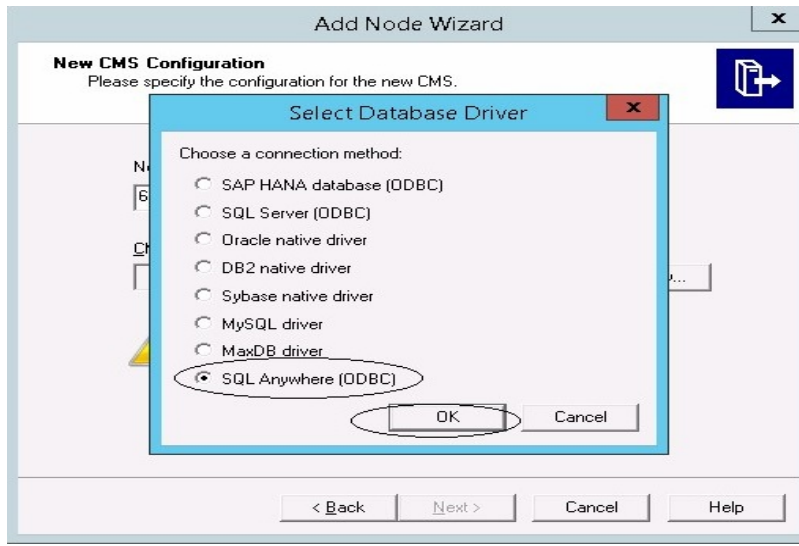 Add Node Wizard
x
New CMS Configuration
Please specify the configuration for the new CMS.
Select Database Driver
x
Choose a connection method:
SAP HANA database (ODBC)
SQL Server (ODBC)
Oracle native driver
DB2 native driver
Sybase native driver
MySQL driver
MaxDB driver
SQL Anywhere (ODBC)
OK
Cancel
< Back
Next >
Cancel
Help